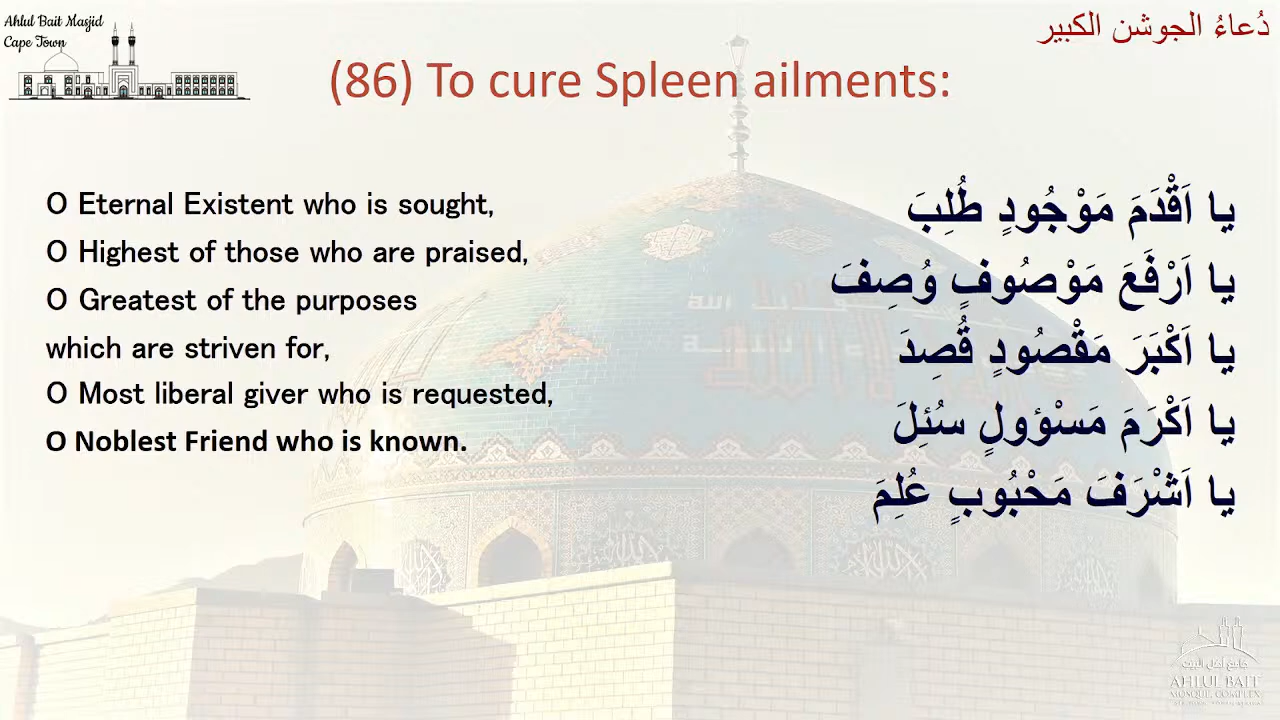 Ahlul Bait Masjid
Cape Town
دُعاءُ الجوشن الكبير
(86) To cure Spleen ailments:
O Eternal Existent who is sought,
O Highest of those who are praised,
O Greatest of the purposes
which are striven for,
O Most liberal giver who is requested,
O Noblest Friend who is known.
يا اَقْدَمَ مَوْجُودٍ طُلِبَ
يا اَرْفَعَ مَوْصُوفٍ وُصِفَ
يا اَكْبَرَ مَقْصُودٍ قُصِدَ
يا اَكْرَمَ مَسْؤولٍ سُئِلَ
يا اَشْرَفَ مَحْبُوبٍ عُلِمَ
جامع أهل البيت
AHLUL BAIT
MOSQUE COMPLEX